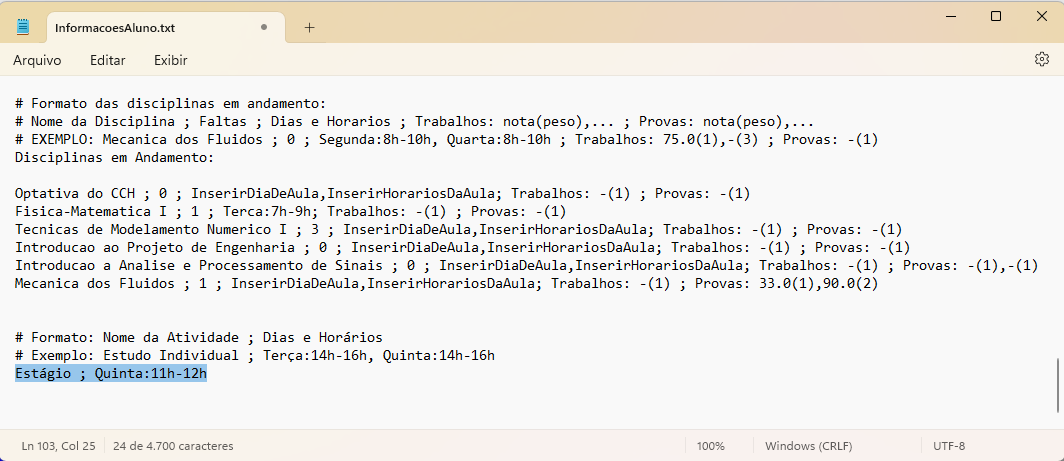 InformacoesAluno.txt
Arquivo Editar Exibir
# Formato das disciplinas em andamento:
# Nome da Disciplina ; Faltas ; Dias e Horarios ; Trabalhos: nota(peso),... ; Provas: nota(peso),...
# EXEMPLO: Mecanica dos Fluidos ; 0 ; Segunda:8h-10h, Quarta:8h-10h ; Trabalhos: 75.0(1),-(3) ; Provas: -(1)
Disciplinas em Andamento:
Optativa do CCH ; 0 ; InserirDiaDeAula,InserirHorariosDaAula; Trabalhos: -(1) ; Provas: -(1)
Fisica-Matematica I ; 1 ; Terca:7h-9h; Trabalhos: -(1) ; Provas: -(1)
Tecnicas de Modelamento Numerico I ; 3 ; InserirDiaDeAula,InserirHorariosDaAula; Trabalhos: -(1) ; Provas: -(1)
Introducao ao Projeto de Engenharia ; 0 ; InserirDiaDeAula,InserirHorariosDaAula; Trabalhos: -(1) ; Provas: -(1)
Introducao a Analise e Processamento de Sinais ; 0 ; InserirDiaDeAula,InserirHorariosDaAula; Trabalhos: -(1) ; Provas: -(1),-(1)
Mecanica dos Fluidos ; 1 ; InserirDiaDeAula,InserirHorariosDaAula; Trabalhos: -(1) ; Provas: 33.0(1),90.0(2)
# Formato: Nome da Atividade ; Dias e Horários
# Exemplo: Estudo Individual ; Terça:14h-16h, Quinta:14h-16h
Estágio ; Quinta:11h-12h
Ln 103, Col 25 24 de 4.700 caracteres 100% Windows (CRLF) UTF-8